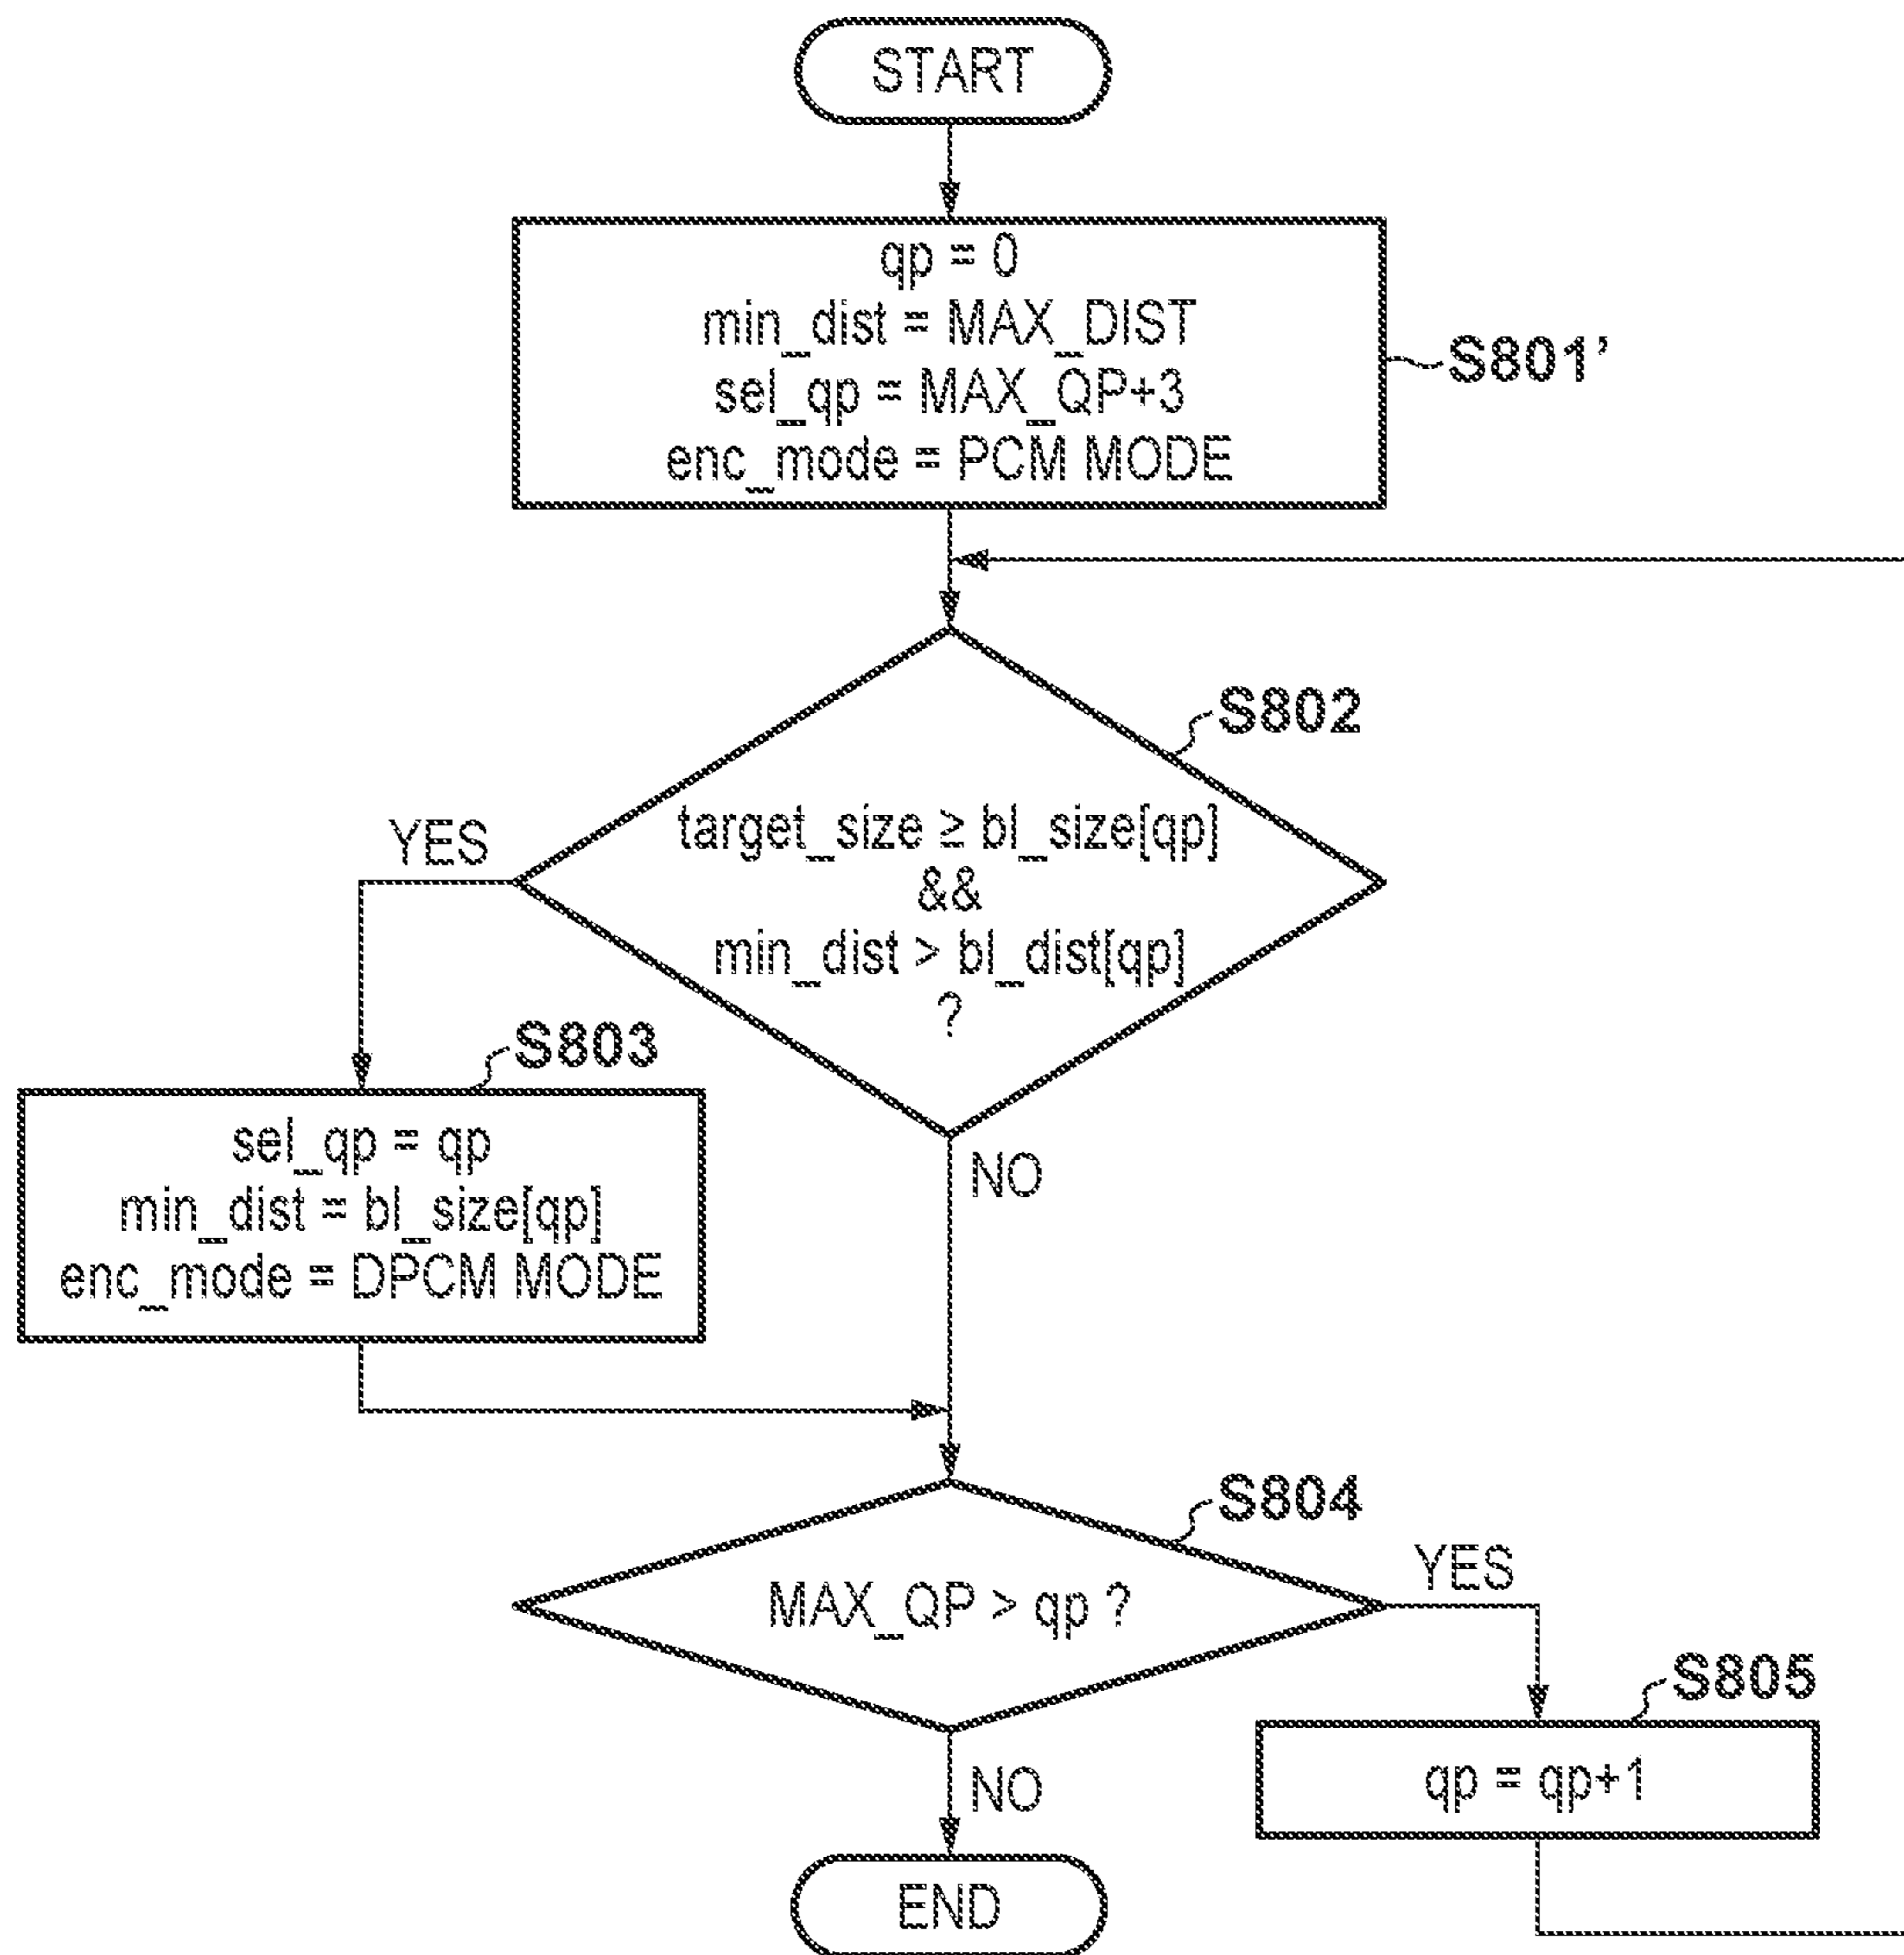 START
qp = 0
min_dist = MAX_DIST
sel_qp = MAX_QP+3
enc_mode = PCM MODE
S801’
S802
target_size ≥ bl_size[qp]
&&
min_dist > bl_dist[qp]
?
YES
NO
S803
sel_qp = qp
min_dist = bl_size[qp]
enc_mode = DPCM MODE
S804
MAX_QP > qp ?
YES
NO
S805
qp = qp+1
END